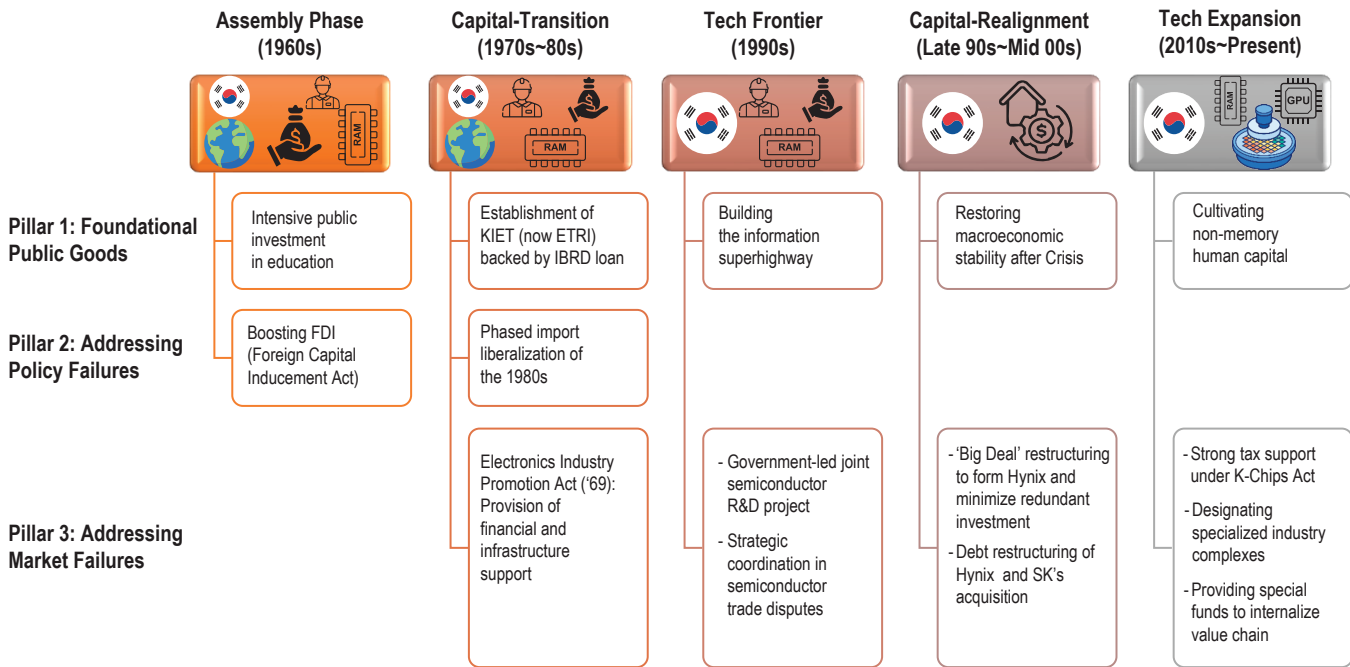 Assembly Phase
(1960s)
Capital-Transition
(1970s~80s)
Tech Frontier
(1990s)
Capital-Realignment
(Late 90s~Mid 00s)
Tech Expansion
(2010s~Present)
RAM
RAM
RAM
RAM
GPU
Pillar 1: Foundational
Public Goods
Intensive public
investment
in education
Establishment of
KIET (now ETRI)
backed by IBRD loan
Building
the information
superhighway
Restoring
macroeconomic
stability after Crisis
Cultivating
non-memory
human capital
Pillar 2: Addressing
Policy Failures
Boosting FDI
(Foreign Capital
Inducement Act)
Phased import
liberalization of
the 1980s
Pillar 3: Addressing
Market Failures
Electronics Industry
Promotion Act (‘69):
Provision of
financial and
infrastructure
support
- Government-led joint
semiconductor
R&D project
- Strategic
coordination in
semiconductor
trade disputes
- ‘Big Deal’ restructuring
to form Hynix and
minimize redundant
investment
- Debt restructuring of
Hynix and SK’s
acquisition
- Strong tax support
under K-Chips Act
- Designating
specialized industry
complexes
- Providing special
funds to internalize
value chain